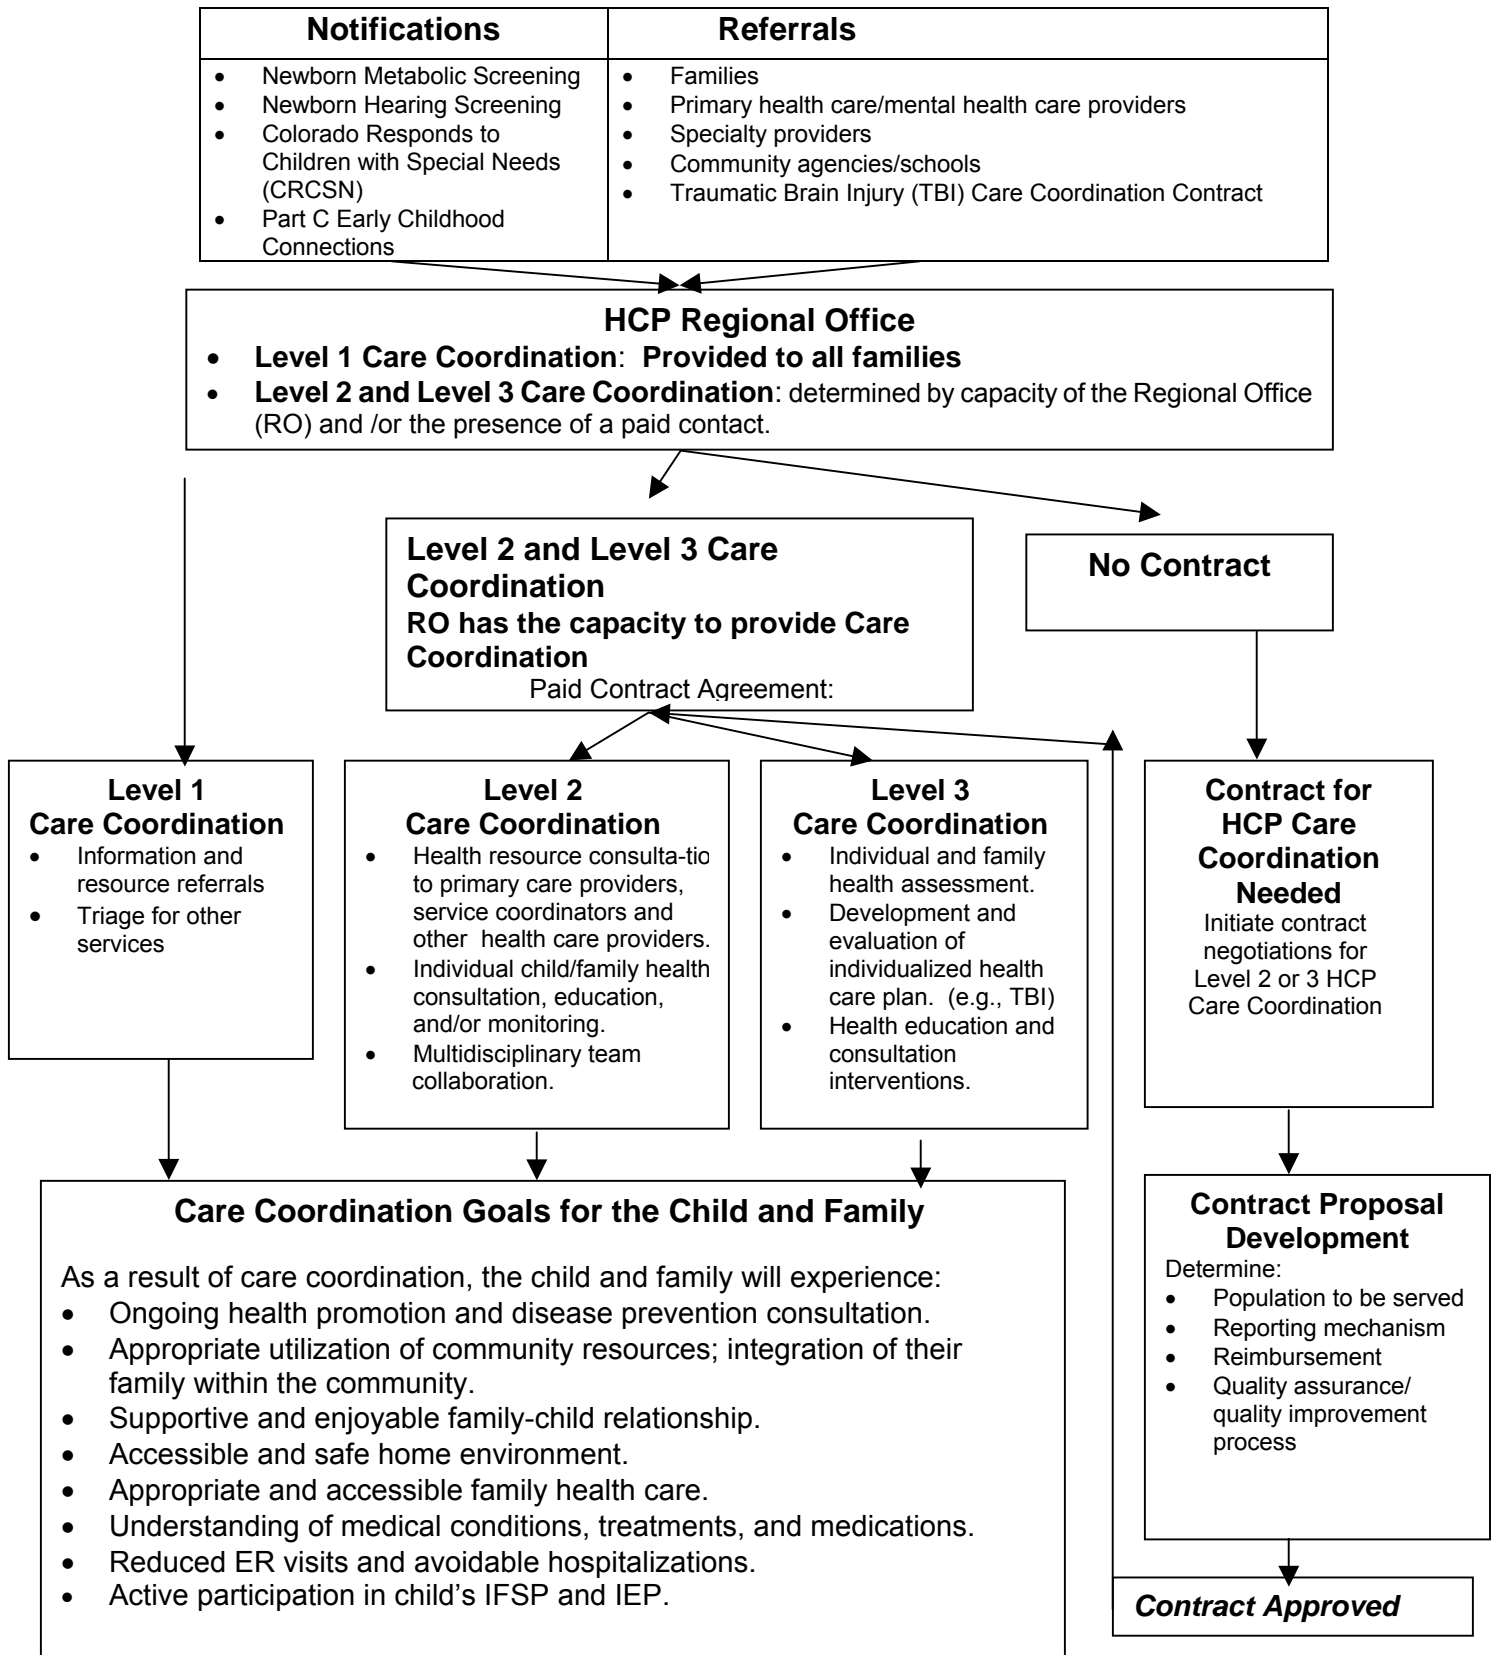 Notifications
Referrals
• Newborn Metabolic Screening
• Newborn Hearing Screening
• Colorado Responds to
Children with Special Needs
(CRCSN)
• Part C Early Childhood
Connections
• Families
• Primary health care/mental health care providers
• Specialty providers
• Community agencies/schools
• Traumatic Brain Injury (TBI) Care Coordination Contract
HCP Regional Office
• Level 1 Care Coordination: Provided to all families
• Level 2 and Level 3 Care Coordination: determined by capacity of the Regional Office
(RO) and /or the presence of a paid contact.
Level 2 and Level 3 Care
Coordination
RO has the capacity to provide Care
Coordination
Paid Contract Agreement:
No Contract
Level 1
Care Coordination
• Information and
resource referrals
• Triage for other
services
Level 2
Care Coordination
• Health resource consulta-tio
to primary care providers,
service coordinators and
other health care providers.
• Individual child/family health
consultation, education,
and/or monitoring.
• Multidisciplinary team
collaboration.
Level 3
Care Coordination
• Individual and family
health assessment.
• Development and
evaluation of
individualized health
care plan. (e.g., TBI)
• Health education and
consultation
interventions.
Contract for
HCP Care
Coordination
Needed
Initiate contract
negotiations for
Level 2 or 3 HCP
Care Coordination
Care Coordination Goals for the Child and Family
As a result of care coordination, the child and family will experience:
• Ongoing health promotion and disease prevention consultation.
• Appropriate utilization of community resources; integration of their
family within the community.
• Supportive and enjoyable family-child relationship.
• Accessible and safe home environment.
• Appropriate and accessible family health care.
• Understanding of medical conditions, treatments, and medications.
• Reduced ER visits and avoidable hospitalizations.
• Active participation in child's IFSP and IEP.
Contract Proposal
Development
Determine:
• Population to be served
• Reporting mechanism
• Reimbursement
• Quality assurance/
quality improvement
process
Contract Approved